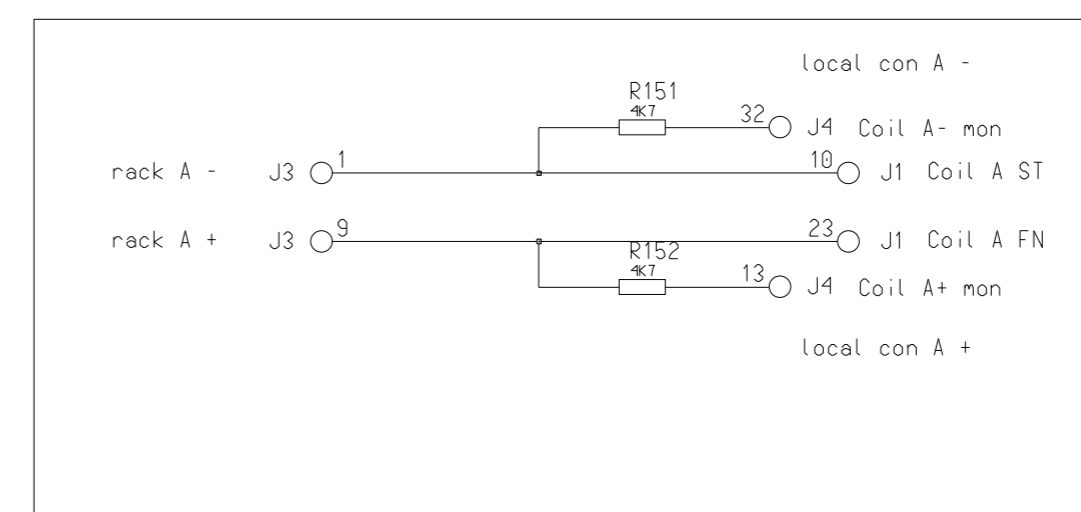 local con A -
R151
4K7
32 J4 Coil A- mon
rack A - J3 1 10 J1 Coil A ST
rack A + J3 9 23 J1 Coil A FN
R152
4K7
13 J4 Coil A+ mon
local con A +